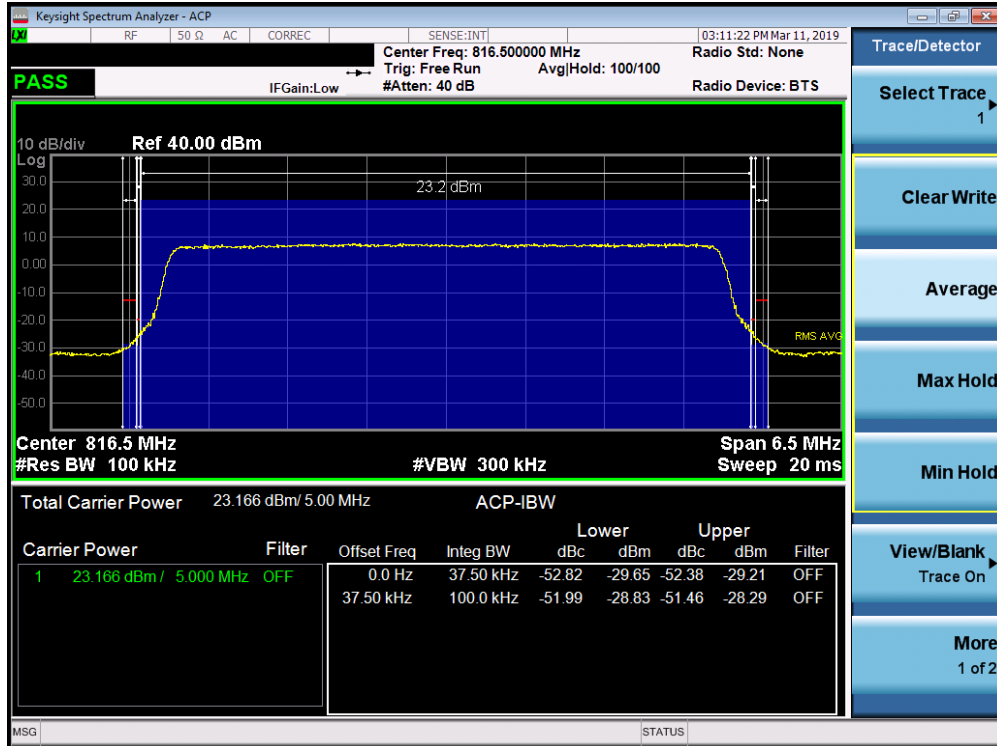 Keysight Spectrum Analyzer - ACP
LXI RF 50 Ω AC CORREC SENSE:INT 03:11:22 PM Mar 11, 2019
Center Freq: 816.500000 MHz Radio Std: None
Trig: Free Run Avg|Hold: 100/100
PASS IFGain:Low #Atten: 40 dB Radio Device: BTS
10 dB/div Ref 40.00 dBm
Log
30.0
23.2 dBm
20.0
10.0
0.00
-10.0
-20.0
RMS AVG
-30.0
-40.0
-50.0
Center 816.5 MHz Span 6.5 MHz
#Res BW 100 kHz #VBW 300 kHz Sweep 20 ms
Total Carrier Power 23.166 dBm/ 5.00 MHz ACP-IBW
Lower Upper
Carrier Power Filter Offset Freq Integ BW dBc dBm dBc dBm Filter
1 23.166 dBm / 5.000 MHz OFF 0.0 Hz 37.50 kHz -52.82 -29.65 -52.38 -29.21 OFF
37.50 kHz 100.0 kHz -51.99 -28.83 -51.46 -28.29 OFF
MSG STATUS
Trace/Detector
Select Trace
1
Clear Write
Average
Max Hold
Min Hold
View/Blank
Trace On
More
1 of 2